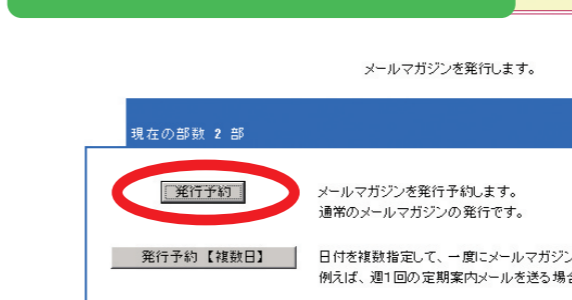 メールマガジンを発行します。
現在の部数 2 部
発行予約
メールマガジンを発行予約します。
通常のメールマガジンの発行です。
発行予約【複数日】
日付を複数指定して、一度にメールマガジン
例えば、週1回の定期案内メールを送る場合